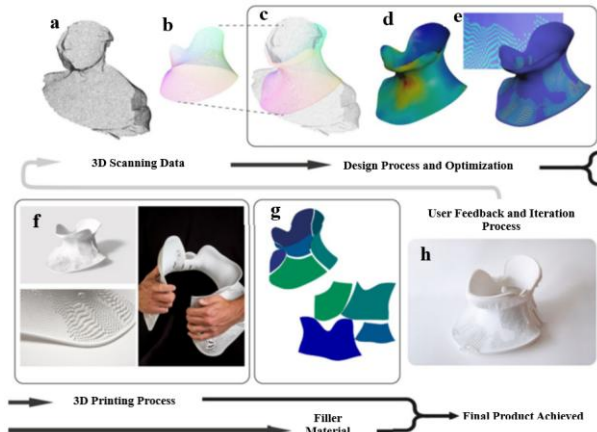 a
b
c
d
e
3D Scanning Data
Design Process and Optimization
User Feedback and Iteration
Process
f
g
h
3D Printing Process
Filler
Material
Final Product Achieved